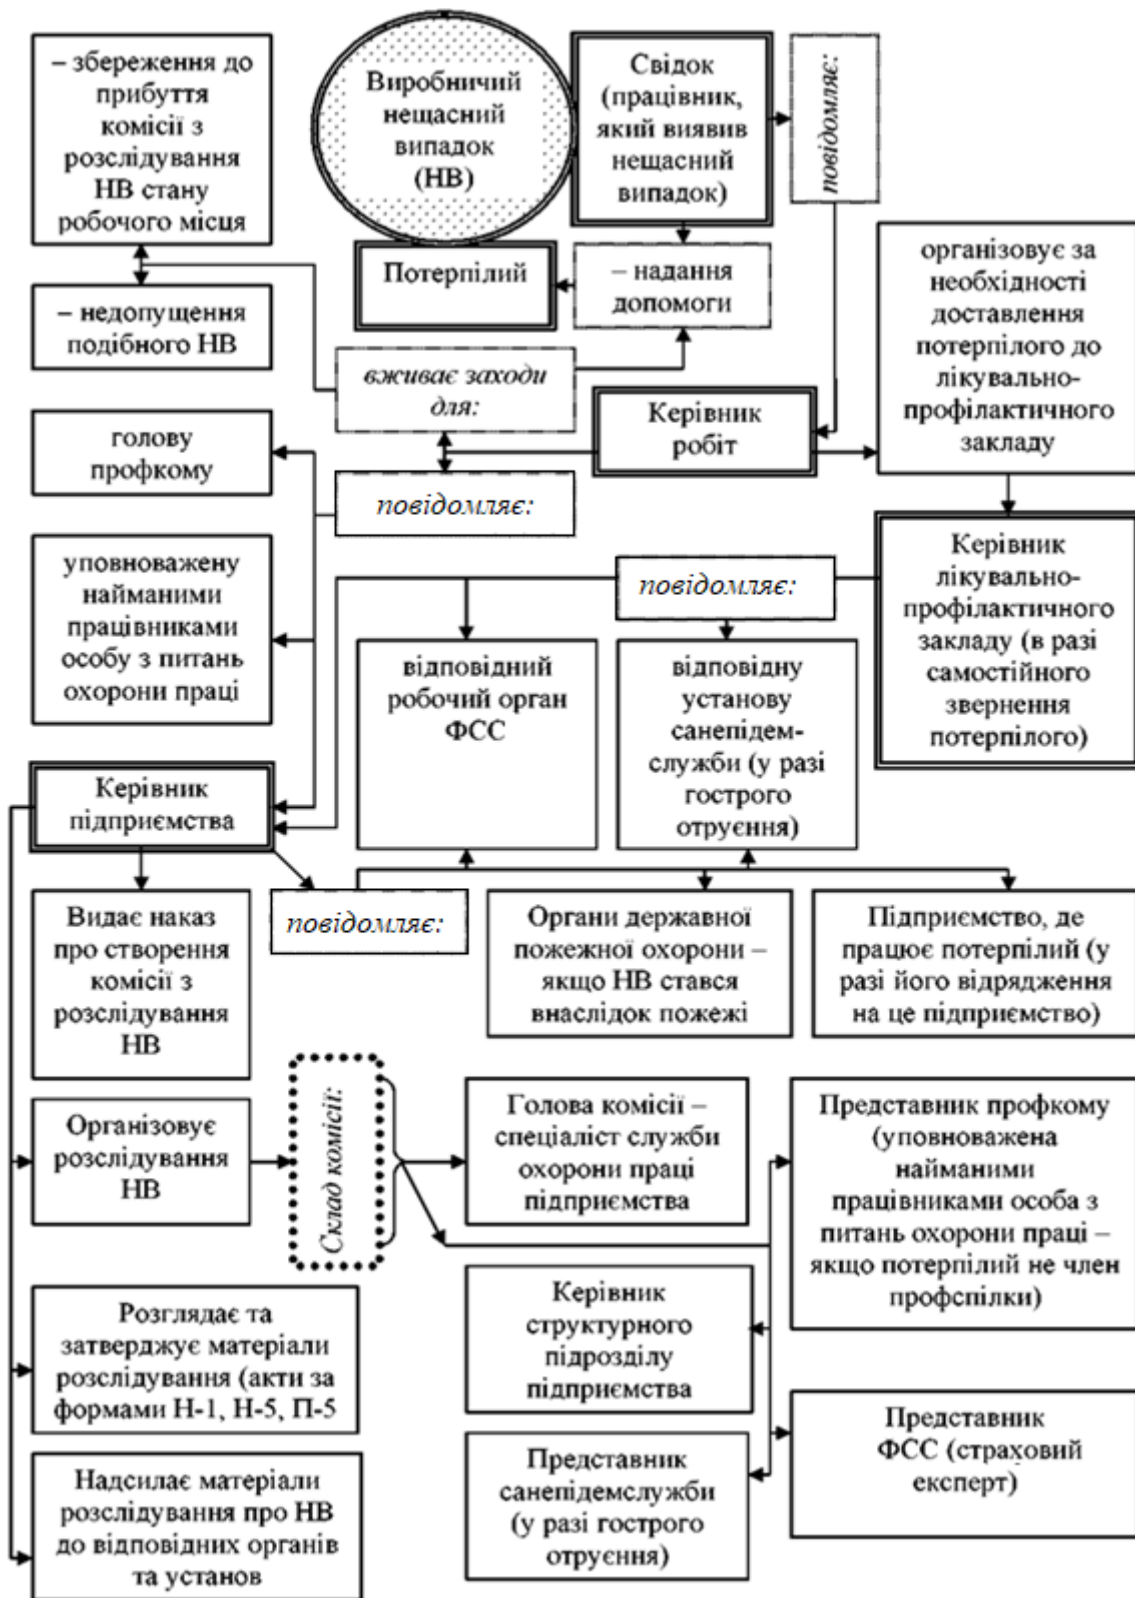 – збереження до
прибуття
комісії з
розслідування
НВ стану
робочого місця
Виробничий
нещасний
випадок
(НВ)
Свідок
(працівник,
який виявив
нещасний
випадок)
повідомляє:
Потерпілий
– надання
допомоги
– недопущення
подібного НВ
вживає заходи
для:
Керівник
робіт
організовує за
необхідності
доставлення
потерпілого до
лікувально-
профілактичного
закладу
голову
профкому
повідомляє:
уповноважену
найманими
працівниками
особу з питань
охорони праці
повідомляє:
Керівник
лікувально-
профілактичного
закладу (в разі
самостійного
звернення
потерпілого)
відповідний
робочий орган
ФСС
відповідну
установу
санепідем-
служби (у разі
гострого
отруєння)
Керівник
підприємства
повідомляє:
Видає наказ
про створення
комісії з
розслідування
НВ
Органи державної
пожежної охорони –
якщо НВ стався
внаслідок пожежі
Підприємство, де
працює потерпілий (у
разі його відрядження
на це підприємство)
Організовує
розслідування
НВ
Склад комісії:
Голова комісії –
спеціаліст служби
охорони праці
підприємства
Представник профкому
(уповноважена
найманими
працівниками особа з
питань охорони праці –
якщо потерпілий не член
профспілки)
Керівник
структурного
підрозділу
підприємства
Розглядає та
затверджує матеріали
розслідування (акти за
формами Н-1, Н-5, П-5
Представник
ФСС (страховий
експерт)
Представник
санепідемслужби
(у разі гострого
отруєння)
Надсилає матеріали
розслідування про НВ
до відповідних органів
та установ